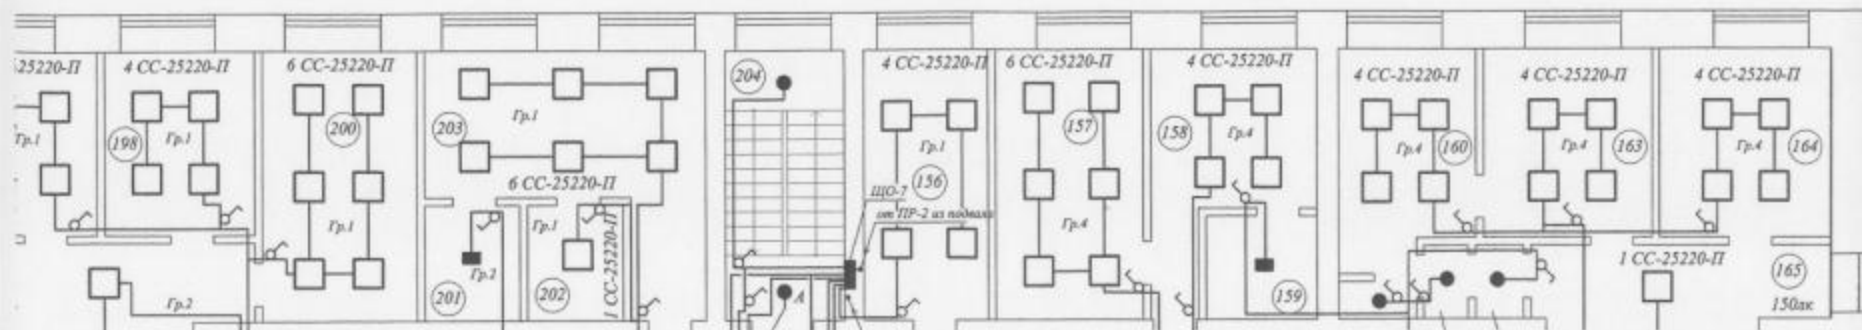 25220-П
4 СС-25220-П
6 СС-25220-П
204
4 СС-25220-П
6 СС-25220-П
4 СС-25220-П
4 СС-25220-П
4 СС-25220-П
4 СС-25220-П
Гр.1
198
Гр.1
200
203
Гр.1
Гр.1
156
157
158
Гр.4
Гр.4
160
Гр.4
163
Гр.4
164
6 СС-25220-П
ЩО-7
от ПР-2 из подвала
Гр.1
Гр.1
Гр.4
1 СС-25220-П
Гр.2
201
Гр.2
202
А
159
1 СС-25220-П
165
150лк